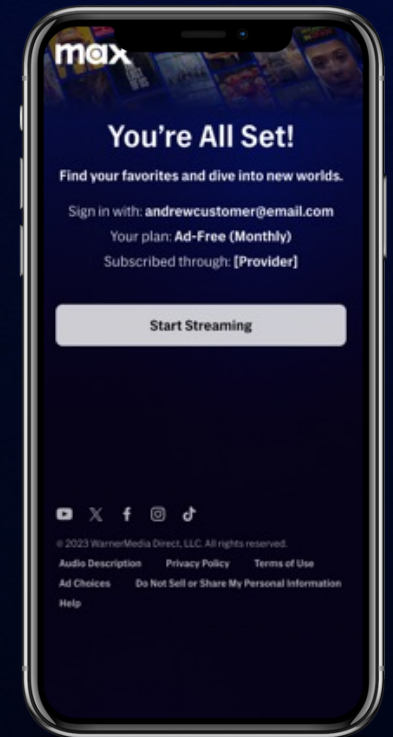 max
You’re All Set!
Find your favorites and dive into new worlds.
Sign in with: andrewcustomer@email.com
Your plan: Ad-Free (Monthly)
Subscribed through: [Provider]
Start Streaming
© 2023 WarnerMedia Direct, LLC. All rights reserved.
Audio Description Privacy Policy Terms of Use
Ad Choices Do Not Sell or Share My Personal Information
Help